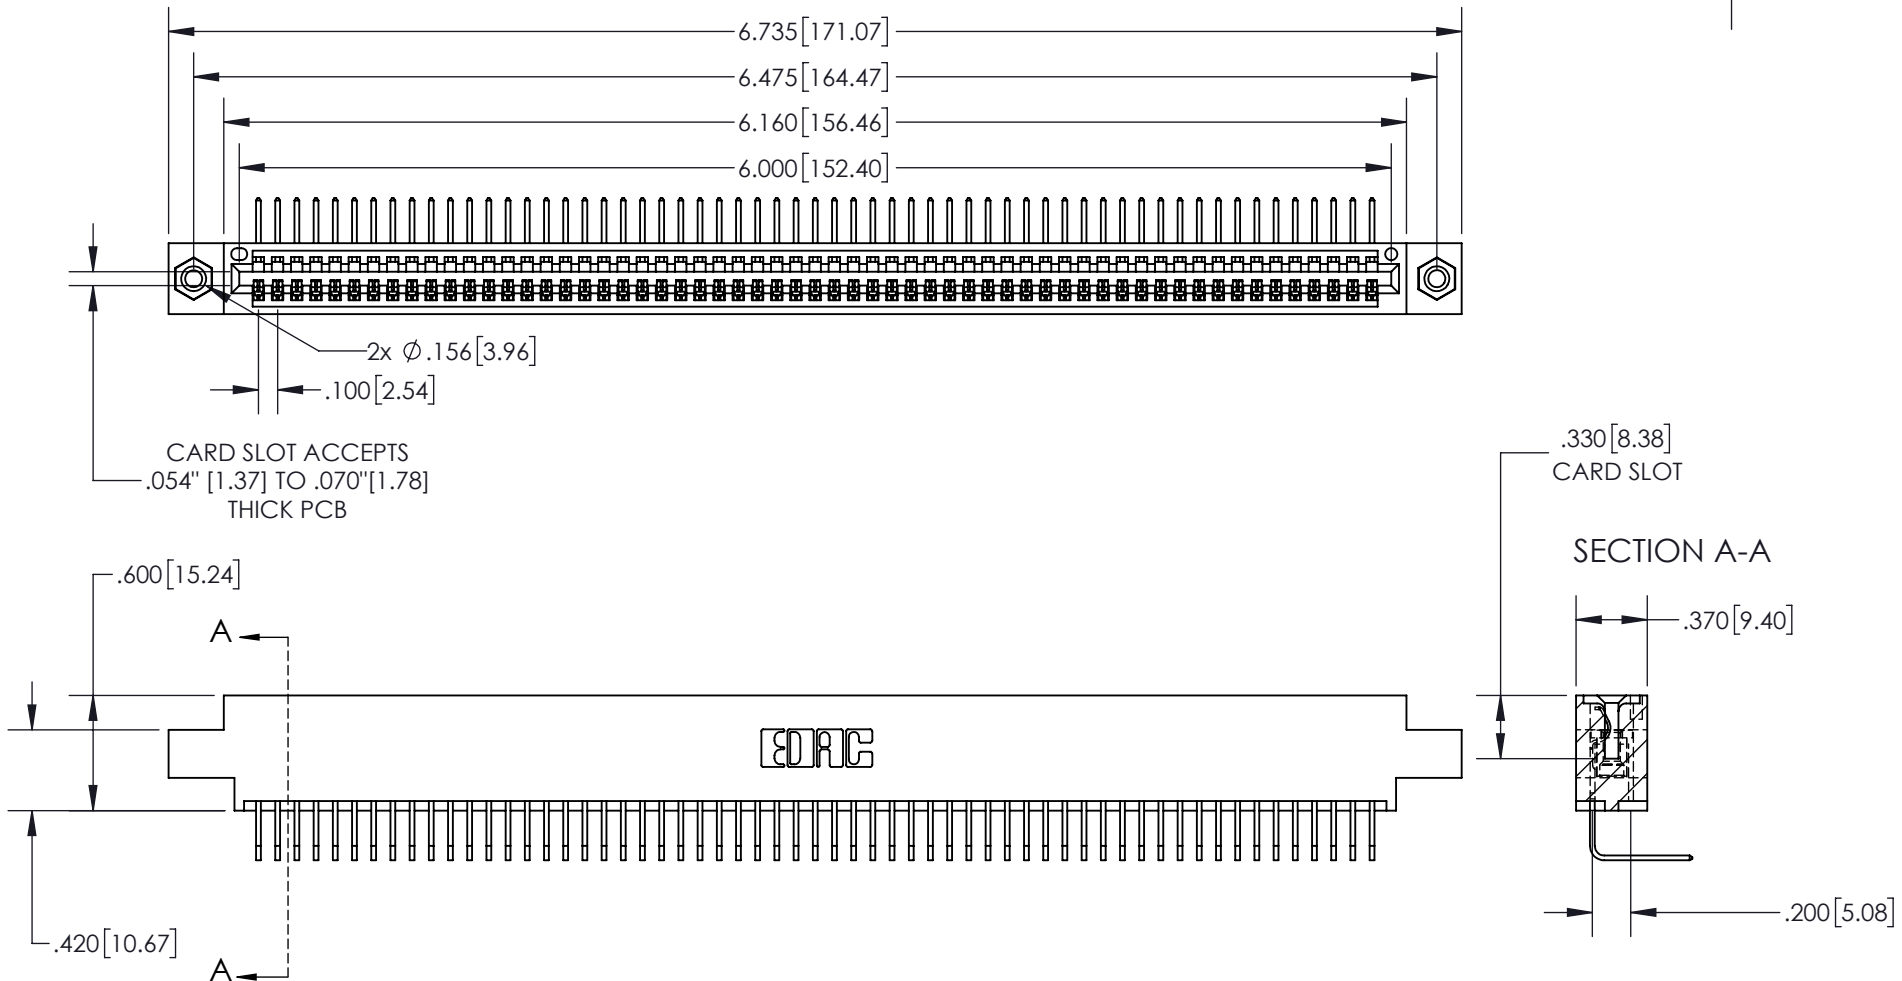 6.735[171.07]
6.475[164.47]
6.160[156.46]
6.000[152.40]
2x Ø.156[3.96]
.100[2.54]
CARD SLOT ACCEPTS
.054" [1.37] TO .070"[1.78]
THICK PCB
.330[8.38]
CARD SLOT
SECTION A-A
.600[15.24]
.370[9.40]
A
EDAC
.200[5.08]
.420[10.67]
A